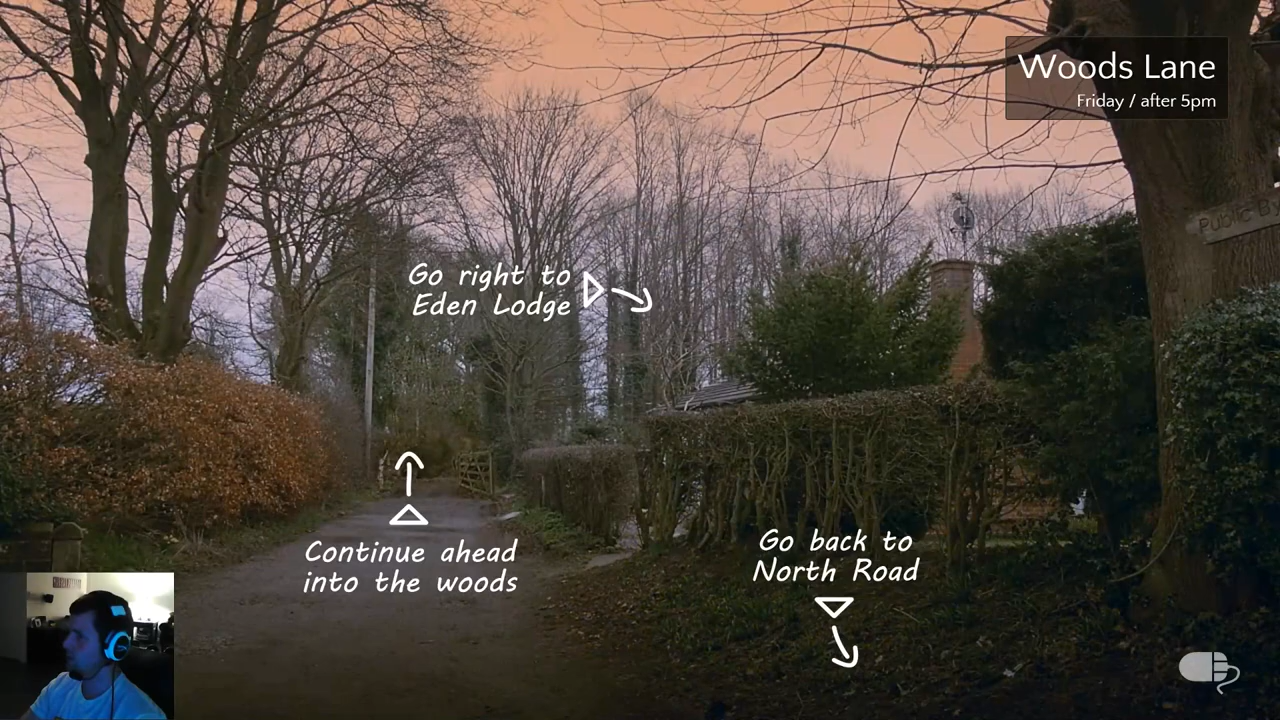 Woods Lane
Friday / after 5pm
Public B
Go right to
Eden Lodge
Continue ahead
into the woods
Go back to
North Road